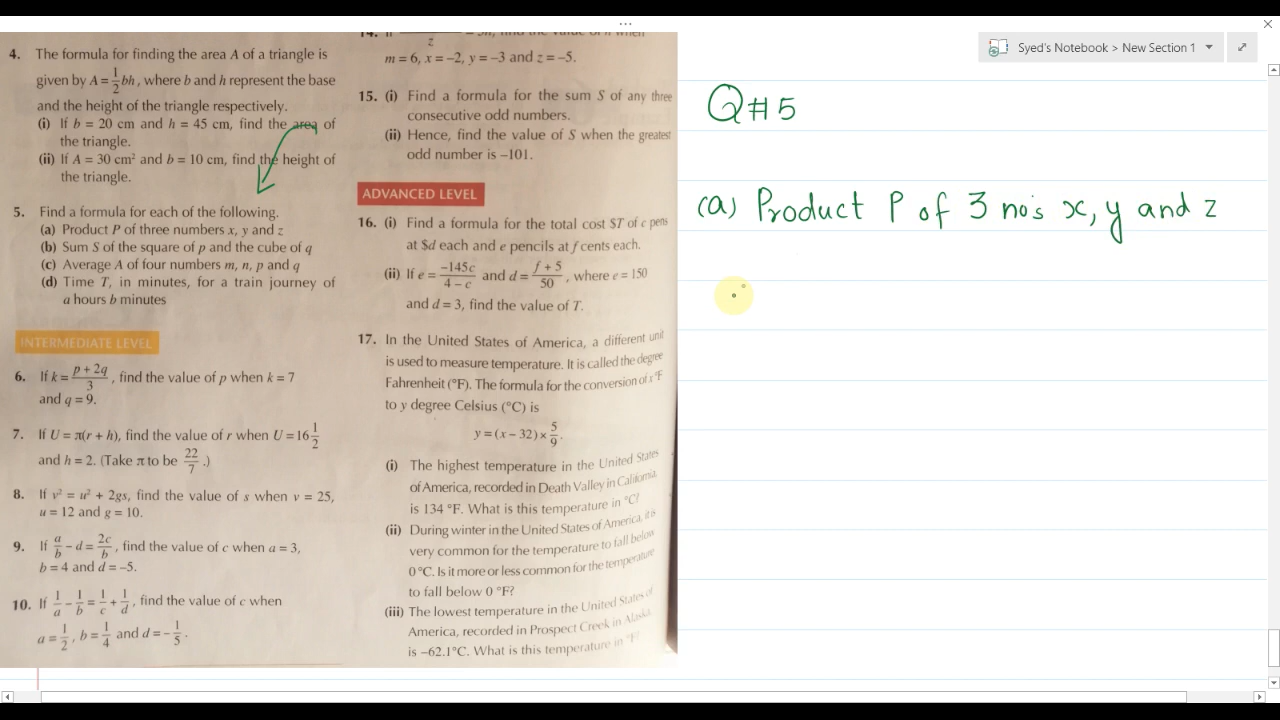 4. The formula for finding the area A of a triangle is
given by A = 1/2 bh, where b and h represent the base
and the height of the triangle respectively.
(i) If b = 20 cm and h = 45 cm, find the area of
the triangle.
(ii) If A = 30 cm² and b = 10 cm, find the height of
the triangle.
5. Find a formula for each of the following.
(a) Product P of three numbers x, y and z
(b) Sum S of the square of p and the cube of q
(c) Average A of four numbers m, n, p and q
(d) Time T, in minutes, for a train journey of
a hours b minutes
INTERMEDIATE LEVEL
6. If k = (p + 2q)/3, find the value of p when k = 7
and q = 9.
7. If U = π(r + h), find the value of r when U = 16 1/2
and h = 2. (Take π to be 22/7.)
8. If v² = u² + 2gs, find the value of s when v = 25,
u = 12 and g = 10.
9. If a/b − d = 2c/b, find the value of c when a = 3,
b = 4 and d = −5.
10. If 1/a − 1/b = 1/c + 1/d, find the value of c when
a = 1/2, b = 1/4 and d = −1/5.
z
m = 6, x = −2, y = −3 and z = −5.
15. (i) Find a formula for the sum S of any three
consecutive odd numbers.
(ii) Hence, find the value of S when the greatest
odd number is −101.
ADVANCED LEVEL
16. (i) Find a formula for the total cost $T of c pens
at $d each and e pencils at f cents each.
(ii) If e = −145c/(4 − c) and d = (f + 5)/50, where e = 150
and d = 3, find the value of T.
17. In the United States of America, a different unit
is used to measure temperature. It is called the degree
Fahrenheit (°F). The formula for the conversion of x °F
to y degree Celsius (°C) is
y = (x − 32) × 5/9.
(i) The highest temperature in the United States
of America, recorded in Death Valley in California,
is 134 °F. What is this temperature in °C?
(ii) During winter in the United States of America, it is
very common for the temperature to fall below
0 °C. Is it more or less common for the temperature
to fall below 0 °F?
(iii) The lowest temperature in the United States of
America, recorded in Prospect Creek in Alaska,
is −62.1°C. What is this temperature in °F?
Syed's Notebook > New Section 1
Q # 5
(a) Product P of 3 no's x, y and z